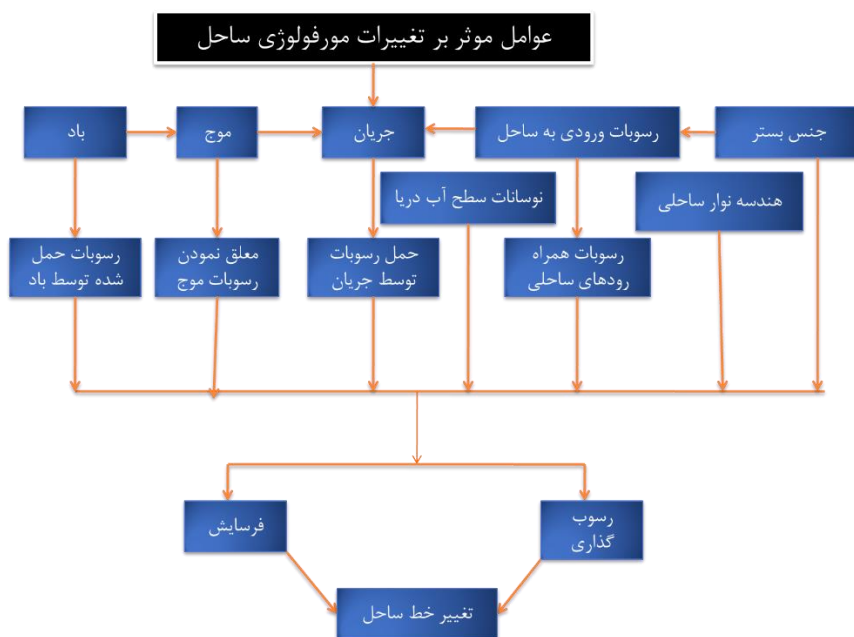 عوامل موثر بر تغییرات مورفولوژی ساحل
جنس بستر
رسوبات ورودی به ساحل
جریان
موج
باد
هندسه نوار ساحلی
نوسانات سطح آب دریا
رسوبات همراه
رودهای ساحلی
حمل رسوبات
توسط جریان
معلق نمودن
رسوبات موج
رسوبات حمل
شده توسط باد
رسوب
گذاری
فرسایش
تغییر خط ساحل